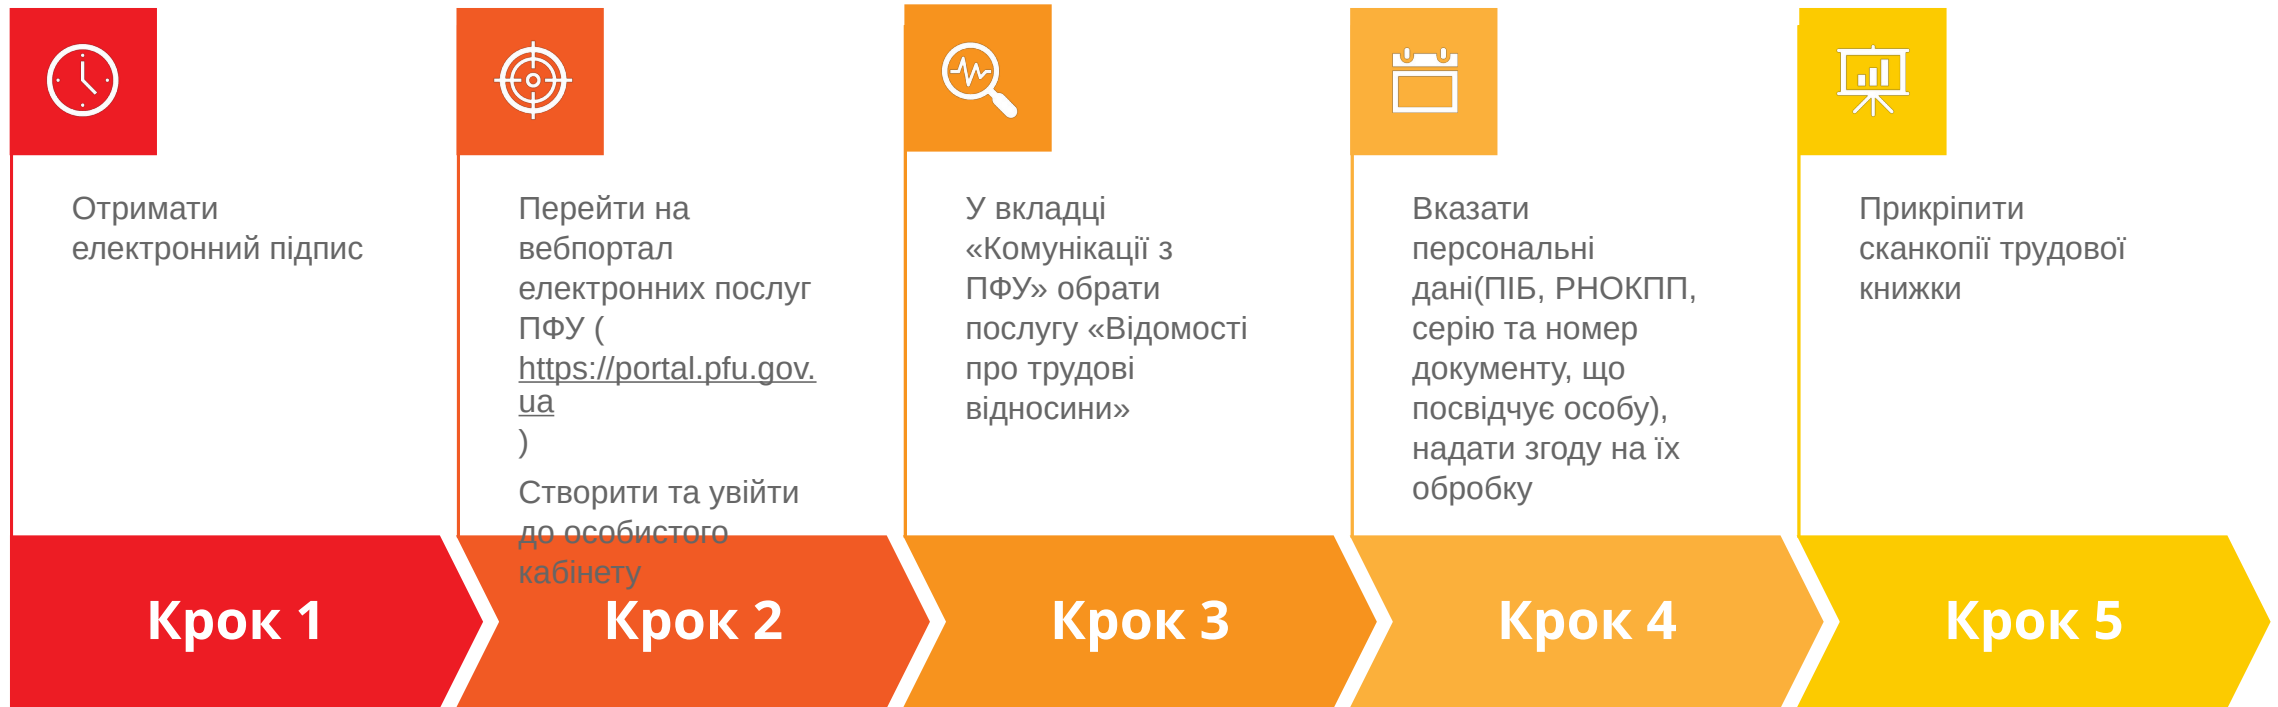 Отримати
електронний підпис
Крок 1
Перейти на
вебпортал
електронних послуг
ПФУ (
https://portal.pfu.gov.
ua
)
Створити та увійти
до особистого
кабінету
Крок 2
У вкладці
«Комунікації з
ПФУ» обрати
послугу «Відомості
про трудові
відносини»
Крок 3
Вказати
персональні
дані(ПІБ, РНОКПП,
серію та номер
документу, що
посвідчує особу),
надати згоду на їх
обробку
Крок 4
Прикріпити
сканкопії трудової
книжки
Крок 5